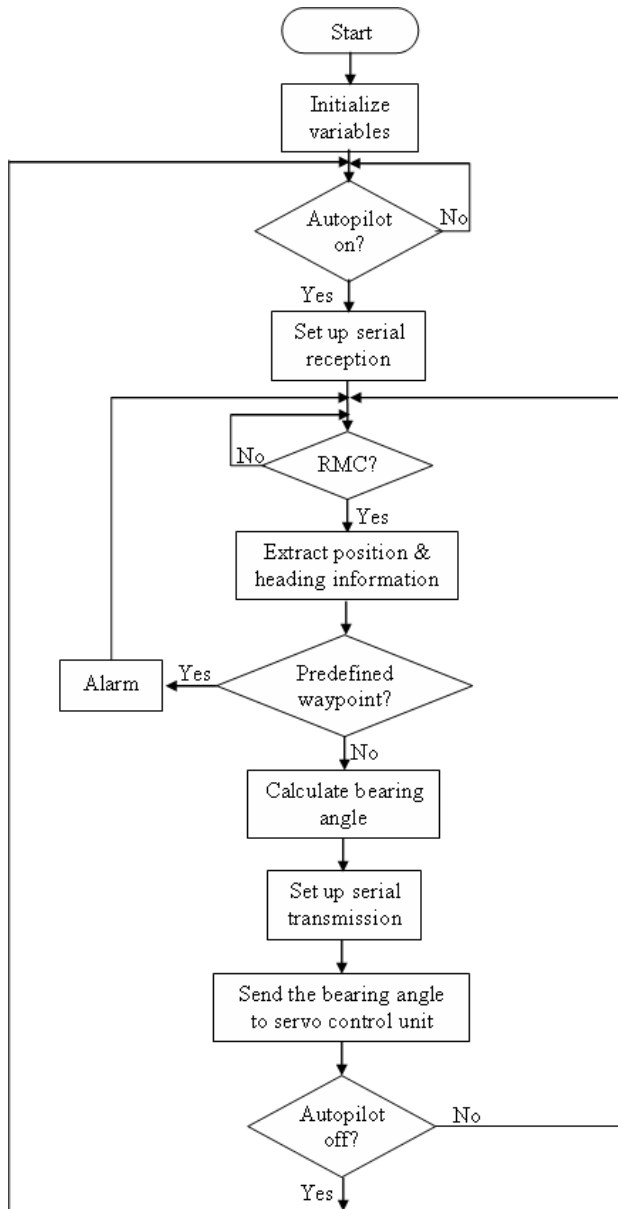 Start
Initialize
variables
Autopilot
on?
No
Yes
Set up serial
reception
RMC?
No
Yes
Extract position &
heading information
Predefined
waypoint?
Yes
Alarm
No
Calculate bearing
angle
Set up serial
transmission
Send the bearing angle
to servo control unit
Autopilot
off?
No
Yes